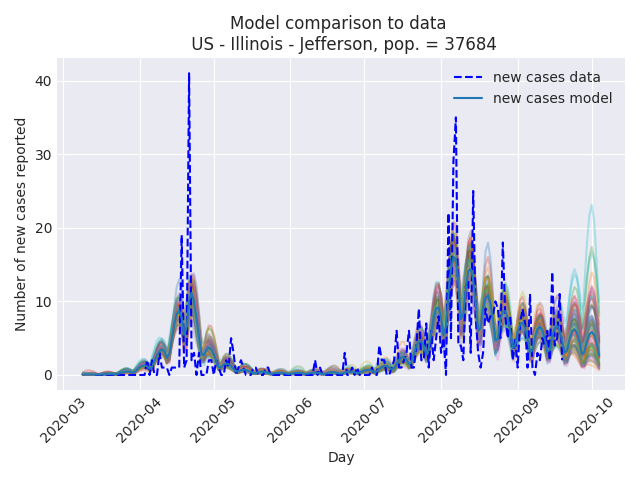 Model comparison to data
US - Illinois - Jefferson, pop. = 37684
new cases data
new cases model
Number of new cases reported
40
30
20
10
0
2020-03
2020-04
2020-05
2020-06
2020-07
2020-08
2020-09
2020-10
Day